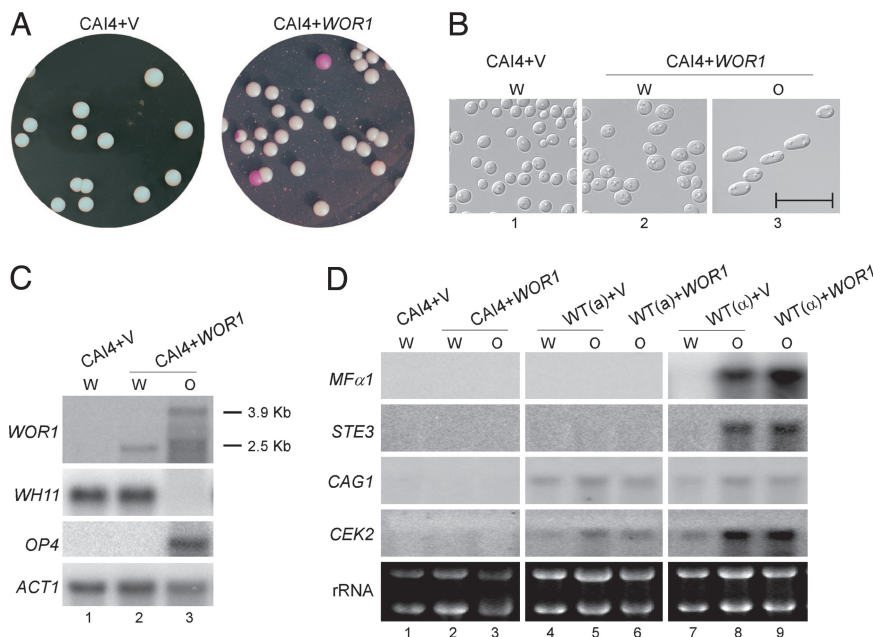 A
CAI4+V
CAI4+WOR1
B
CAI4+V
CAI4+WOR1
W
W
O
1
2
3
C
CAI4+V
CAI4+WOR1
W
W
O
WOR1
3.9 Kb
2.5 Kb
WH11
OP4
ACT1
1
2
3
D
CAI4+V
CAI4+WOR1
WT(a)+V
WT(a)+WOR1
WT(α)+V
WT(α)+WOR1
W
W
O
W
O
O
W
O
O
MFα1
STE3
CAG1
CEK2
rRNA
1
2
3
4
5
6
7
8
9